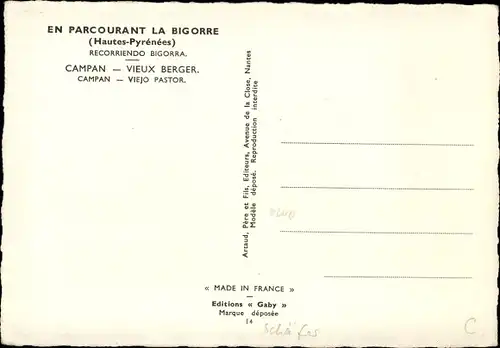 EN PARCOURANT LA BIGORRE
(Hautes-Pyrénées)
RECORRIENDO BIGORRA.
CAMPAN — VIEUX BERGER.
CAMPAN — VIEJO PASTOR.
Artaud, Père et Fils, Editeurs, Avenue de la Close, Nantes
Modèle déposé. Reproduction interdite
« MADE IN FRANCE »
Editions « Gaby »
Marque déposée
14
C